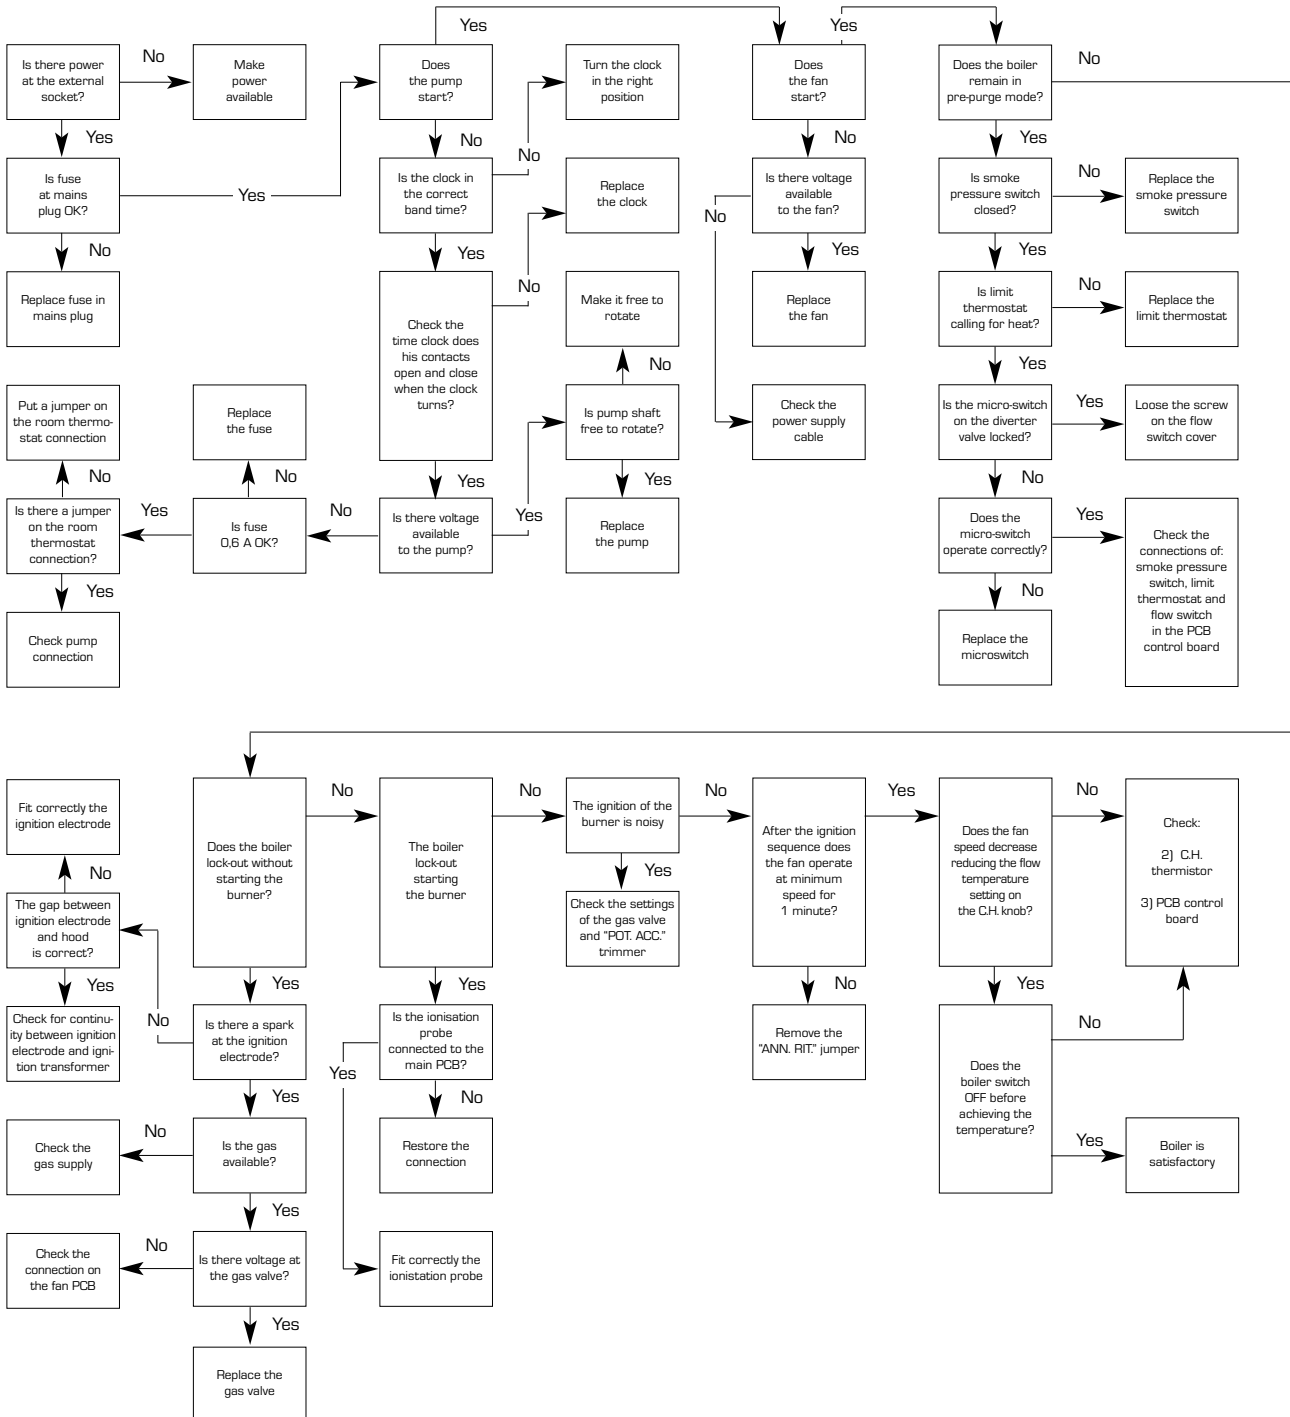 Yes
Yes
Is there power
at the external
socket?
No
Make
power
available
Does
the pump
start?
Turn the clock
in the right
position
Does
the fan
start?
Does the boiler
remain in
pre-purge mode?
No
Yes
No
No
No
Yes
Is fuse
at mains
plug OK?
Yes
Is the clock in
the correct
band time?
Replace
the clock
Is there voltage
available
to the fan?
No
Is smoke
pressure switch
closed?
No
Replace the
smoke pressure
switch
No
Yes
No
Yes
Yes
Replace fuse in
mains plug
Check the
time clock does
his contacts
open and close
when the clock
turns?
Make it free to
rotate
Replace
the fan
Is limit
thermostat
calling for heat?
No
Replace the
limit thermostat
No
Yes
Put a jumper on
the room thermo-
stat connection
Replace
the fuse
Is pump shaft
free to rotate?
Check the
power supply
cable
Is the micro-switch
on the diverter
valve locked?
Yes
Loose the screw
on the flow
switch cover
No
No
Yes
Yes
No
Is there a jumper
on the room
thermostat
connection?
Yes
Is fuse
0,6 A OK?
No
Is there voltage
available
to the pump?
Yes
Replace
the pump
Does the
micro-switch
operate correctly?
Yes
Check the
connections of:
smoke pressure
switch, limit
thermostat and
flow switch
in the PCB
control board
Yes
No
Check pump
connection
Replace the
microswitch
Fit correctly the
ignition electrode
No
The gap between
ignition electrode
and hood
is correct?
Yes
Check for continu-
ity between ignition
electrode and igni-
tion transformer
No
Does the boiler
lock-out without
starting the
burner?
No
The boiler
lock-out
starting
the burner
No
The ignition of the
burner is noisy
No
After the ignition
sequence does
the fan operate
at minimum
speed for
1 minute?
Yes
Does the fan
speed decrease
reducing the flow
temperature
setting on
the C.H. knob?
No
Check:
2) C.H.
thermistor
3) PCB control
board
Yes
Check the settings
of the gas valve
and "POT. ACC."
trimmer
Yes
Yes
No
Yes
Is there a spark
at the ignition
electrode?
Is the ionisation
probe
connected to the
main PCB?
Remove the
"ANN. RIT." jumper
No
Does the
boiler switch
OFF before
achieving the
temperature?
Yes
Boiler is
satisfactory
Yes
Yes
No
Check the
gas supply
No
Is the gas
available?
Restore the
connection
Yes
Check the
connection on
the fan PCB
No
Is there voltage at
the gas valve?
Fit correctly the
ionistation probe
Yes
Replace the
gas valve